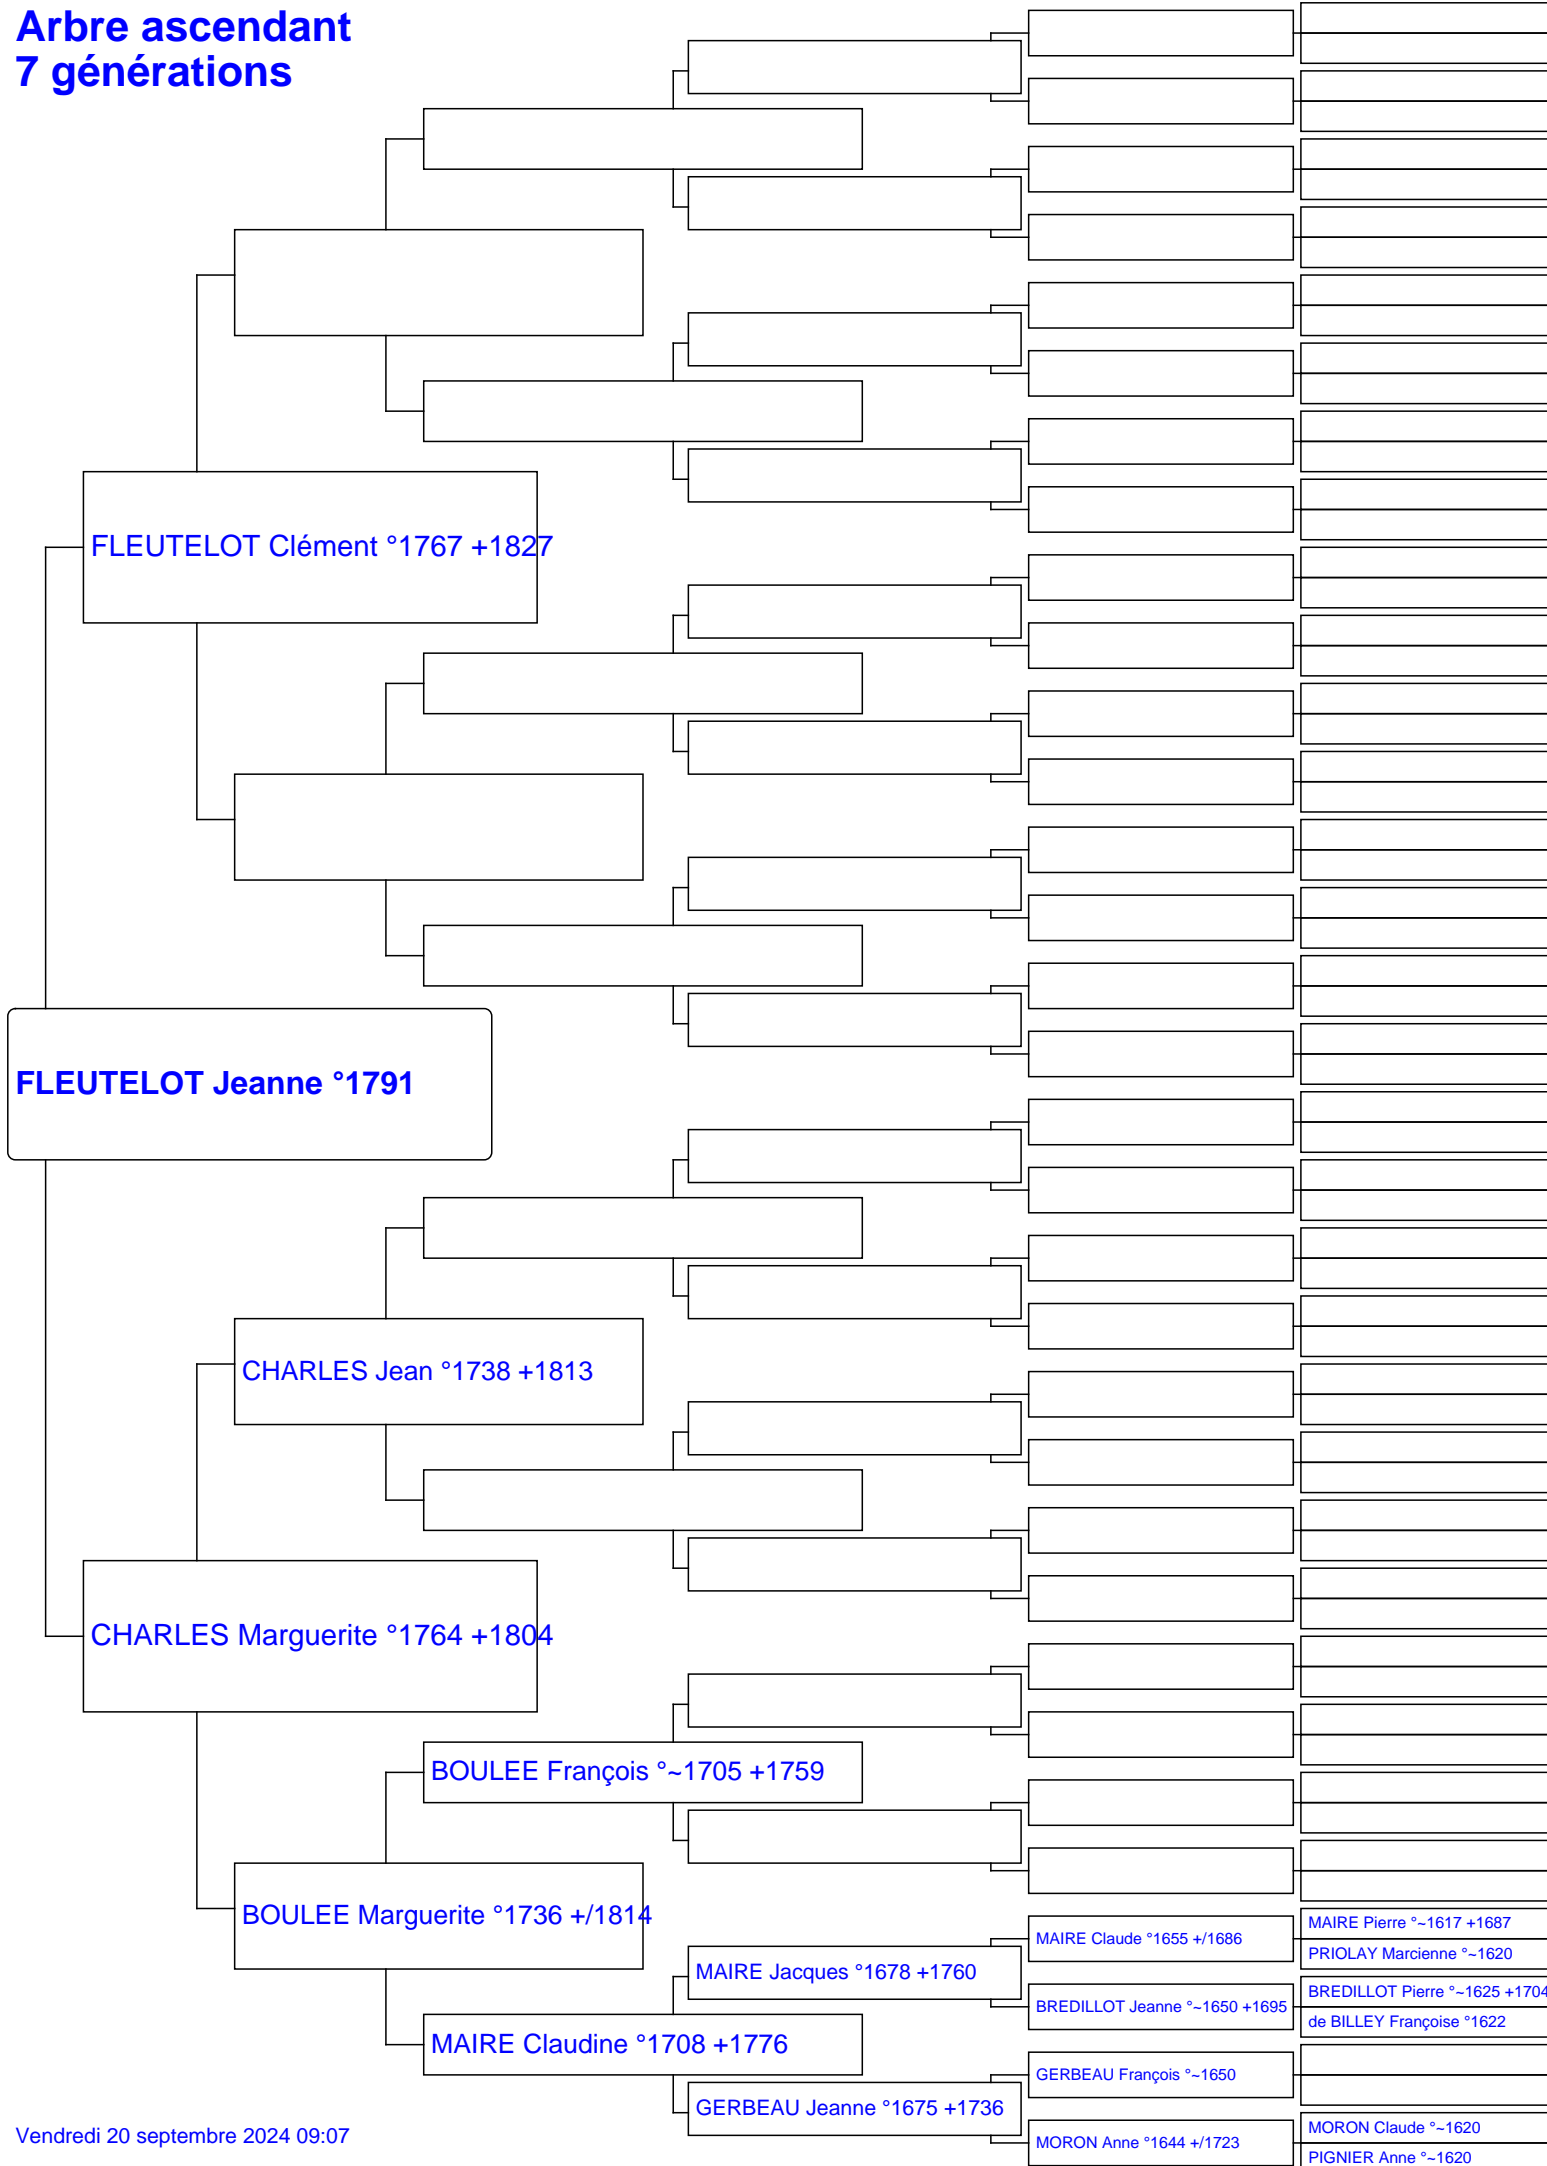 Arbre ascendant
7 générations
FLEUTELOT Clément °1767 +1827
FLEUTELOT Jeanne °1791
CHARLES Jean °1738 +1813
CHARLES Marguerite °1764 +1804
BOULEE François °~1705 +1759
BOULEE Marguerite °1736 +/1814
MAIRE Claude °1655 +/1686
MAIRE Pierre °~1617 +1687
PRIOLAY Marcienne °~1620
MAIRE Jacques °1678 +1760
BREDILLOT Jeanne °~1650 +1695
BREDILLOT Pierre °~1625 +1704
de BILLEY Françoise °1622
MAIRE Claudine °1708 +1776
GERBEAU François °~1650
GERBEAU Jeanne °1675 +1736
MORON Anne °1644 +/1723
MORON Claude °~1620
PIGNIER Anne °~1620
Vendredi 20 septembre 2024 09:07